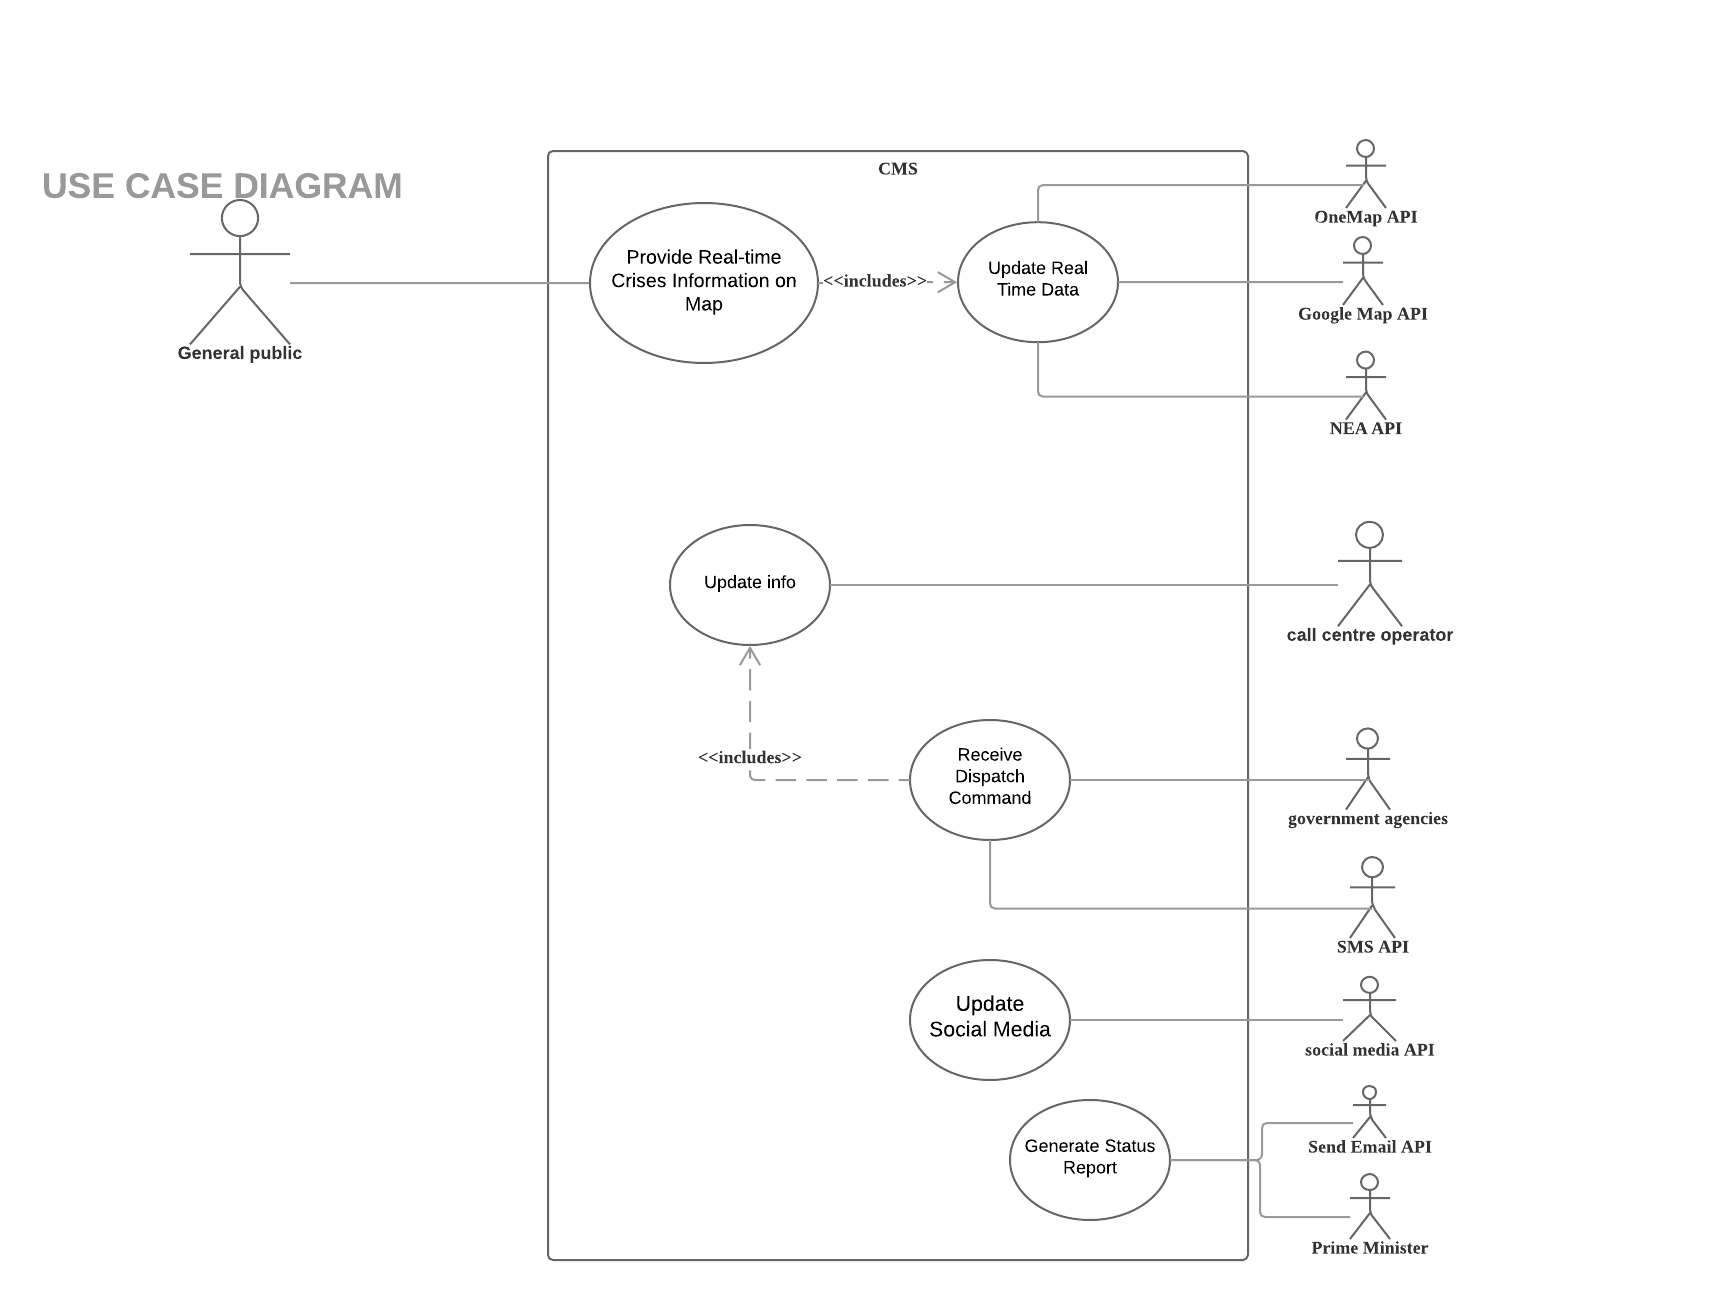 USE CASE DIAGRAM
General public
CMS
Provide Real-time
Crises Information on
Map
<<includes>>
Update Real
Time Data
OneMap API
Google Map API
NEA API
Update info
call centre operator
<<includes>>
Receive
Dispatch
Command
government agencies
SMS API
Update
Social Media
social media API
Generate Status
Report
Send Email API
Prime Minister